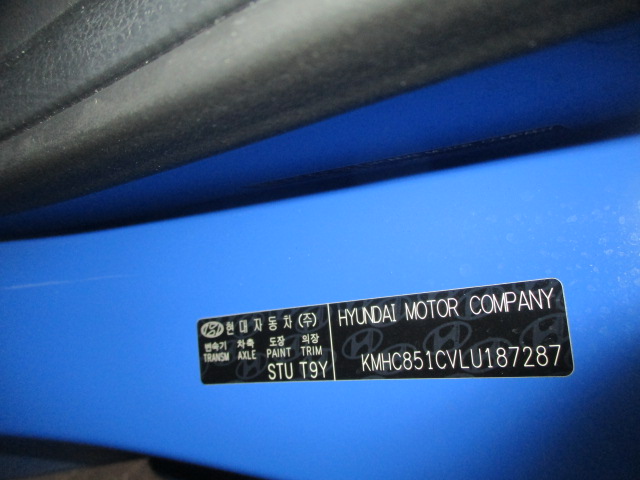 현대자동차(주)
변속기 차축 도장 의장
TRANSM AXLE PAINT TRIM
STU T9Y
HYUNDAI MOTOR COMPANY
KMHC851CVLU187287